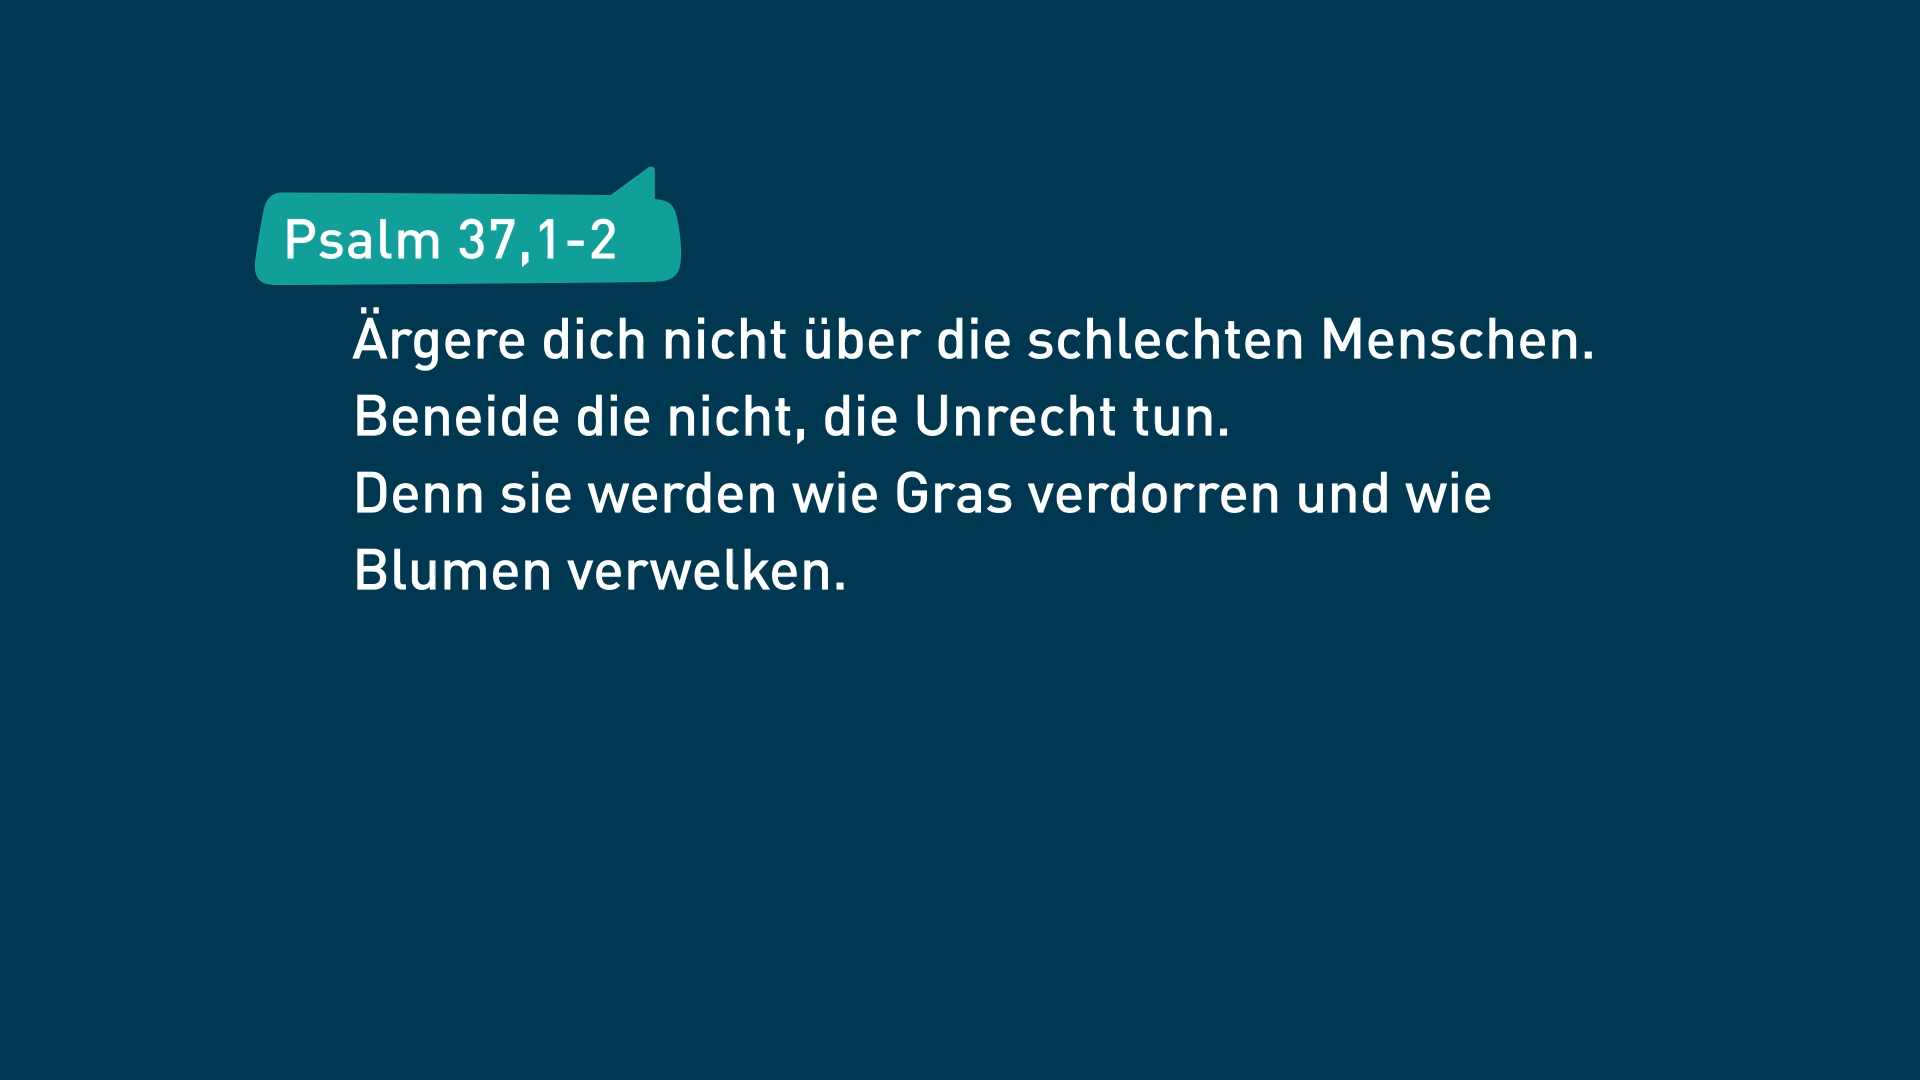 Psalm 37,1-2
Ärgere dich nicht über die schlechten Menschen.
Beneide die nicht, die Unrecht tun.
Denn sie werden wie Gras verdorren und wie
Blumen verwelken.